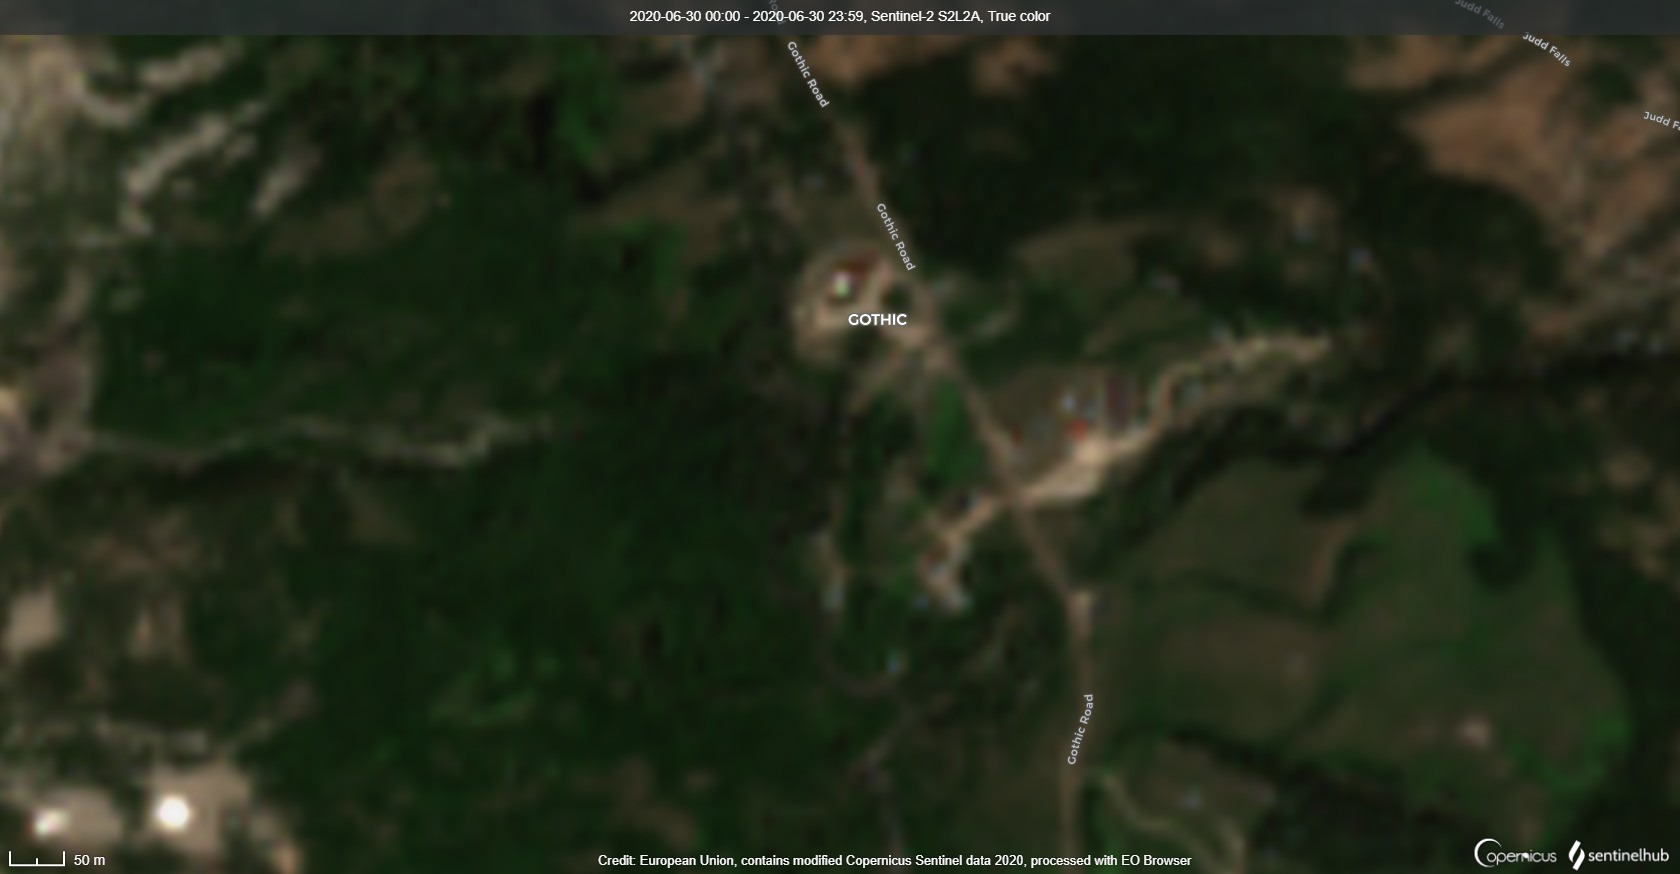 2020-06-30 00:00 - 2020-06-30 23:59, Sentinel-2 S2L2A, True color
Judd Falls
Judd Falls
Gothic Road
Judd F
Gothic Road
GOTHIC
Gothic Road
50 m
Credit: European Union, contains modified Copernicus Sentinel data 2020, processed with EO Browser
opernicus
sentinelhub